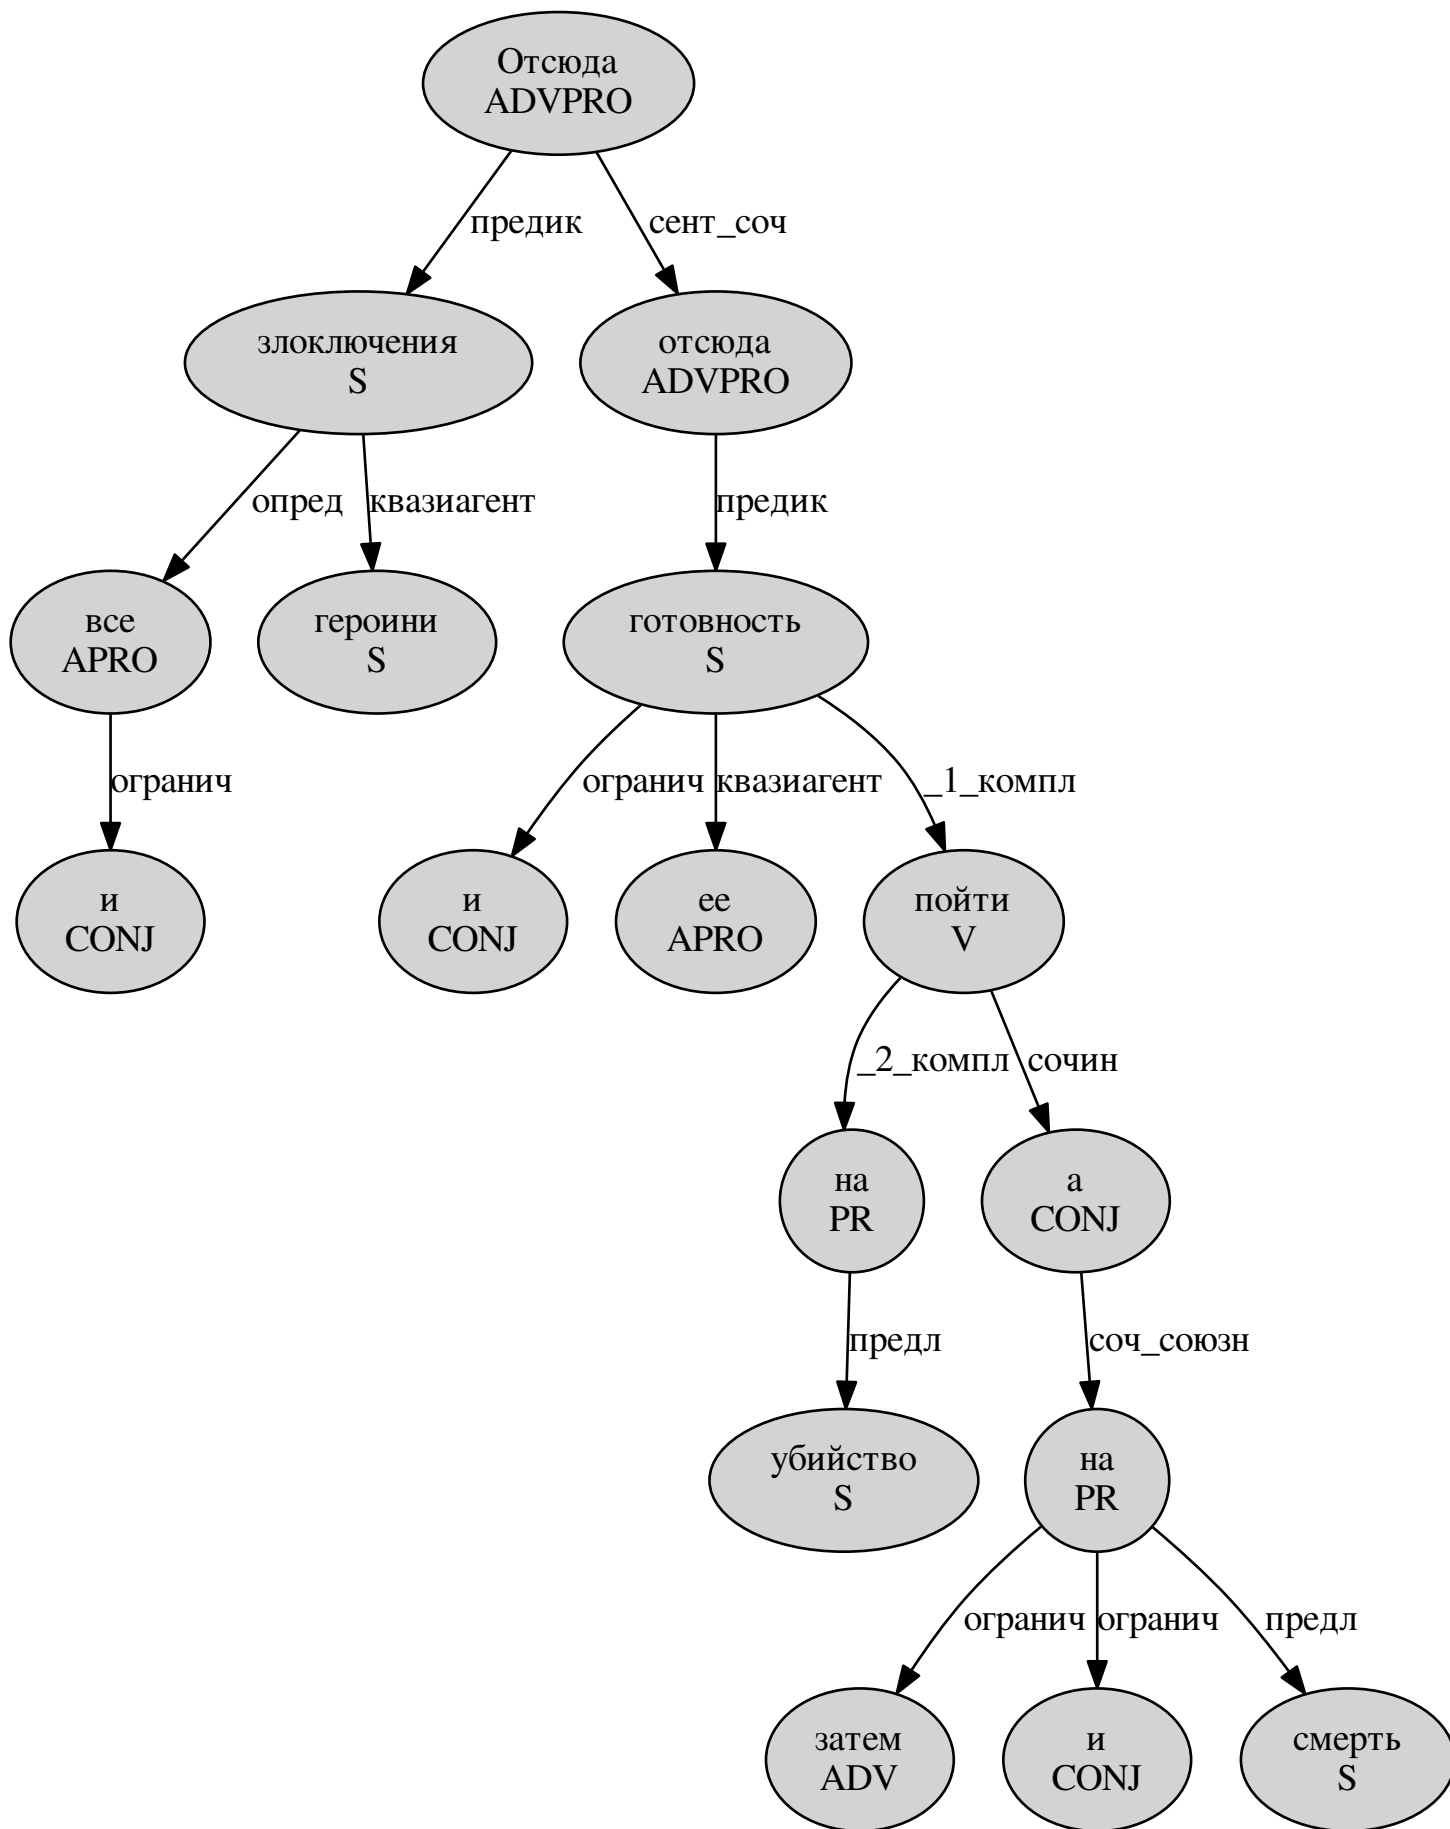 Отсюда
ADVPRO
предик
сент_соч
злоключения
S
отсюда
ADVPRO
опред
квазиагент
предик
все
APRO
героини
S
готовность
S
огранич
огранич
квазиагент
_1_компл
и
CONJ
и
CONJ
ее
APRO
пойти
V
_2_компл
сочин
на
PR
а
CONJ
предл
соч_союзн
убийство
S
на
PR
огранич
огранич
предл
затем
ADV
и
CONJ
смерть
S